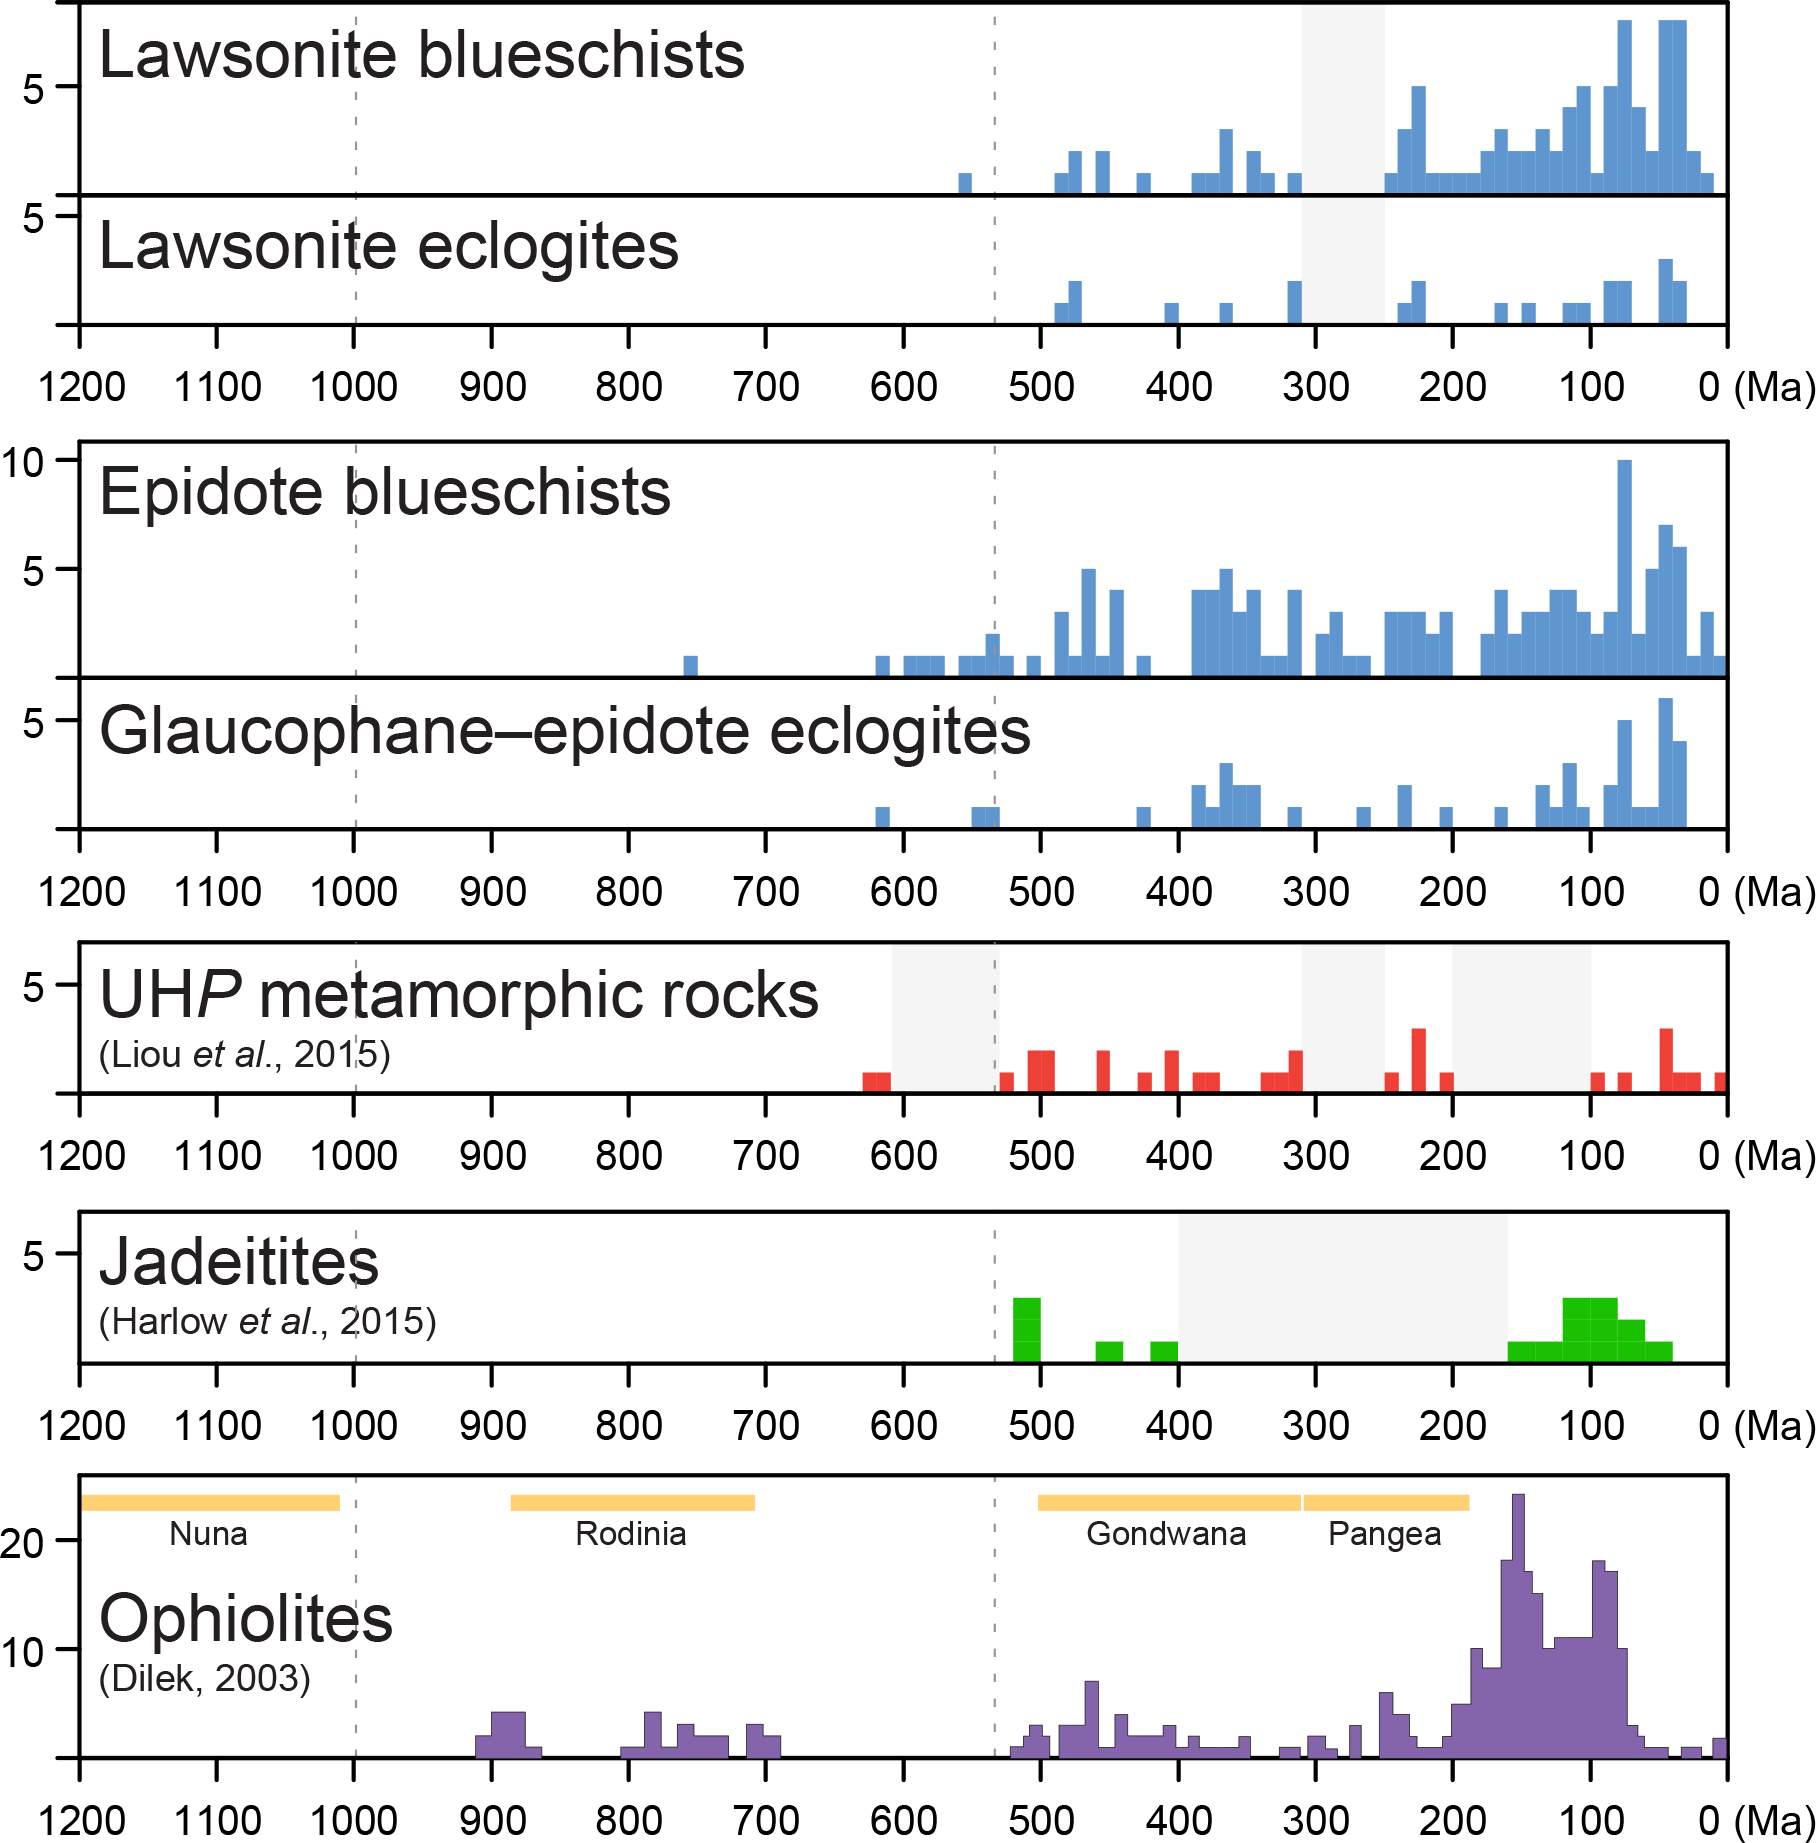 Lawsonite blueschists
5
5
Lawsonite eclogites
1200 1100 1000 900 800 700 600 500 400 300 200 100 0 (Ma)
10
Epidote blueschists
5
5
Glaucophane–epidote eclogites
1200 1100 1000 900 800 700 600 500 400 300 200 100 0 (Ma)
5
UHP metamorphic rocks
(Liou et al., 2015)
1200 1100 1000 900 800 700 600 500 400 300 200 100 0 (Ma)
5
Jadeitites
(Harlow et al., 2015)
1200 1100 1000 900 800 700 600 500 400 300 200 100 0 (Ma)
Nuna Rodinia Gondwana Pangea
20
Ophiolites
10
(Dilek, 2003)
1200 1100 1000 900 800 700 600 500 400 300 200 100 0 (Ma)